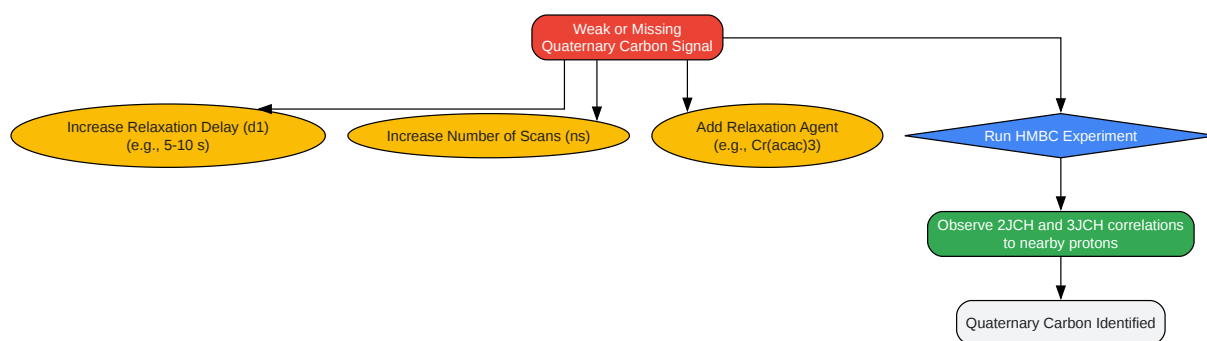 Weak or Missing
Quaternary Carbon Signal
Increase Relaxation Delay (d1)
(e.g., 5-10 s)
Increase Number of Scans (ns)
Add Relaxation Agent
(e.g., Cr(acac)3)
Run HMBC Experiment
Observe 2JCH and 3JCH correlations
to nearby protons
Quaternary Carbon Identified